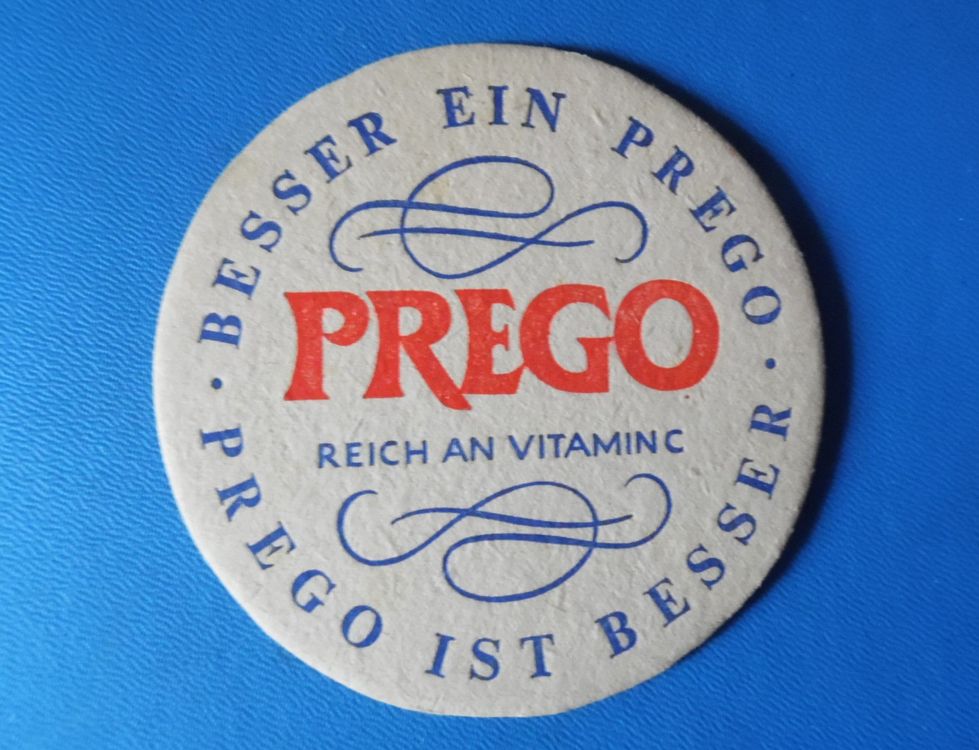 BESSER EIN PREGO
PREGO
REICH AN VITAMIN C
· PREGO IST BESSER ·